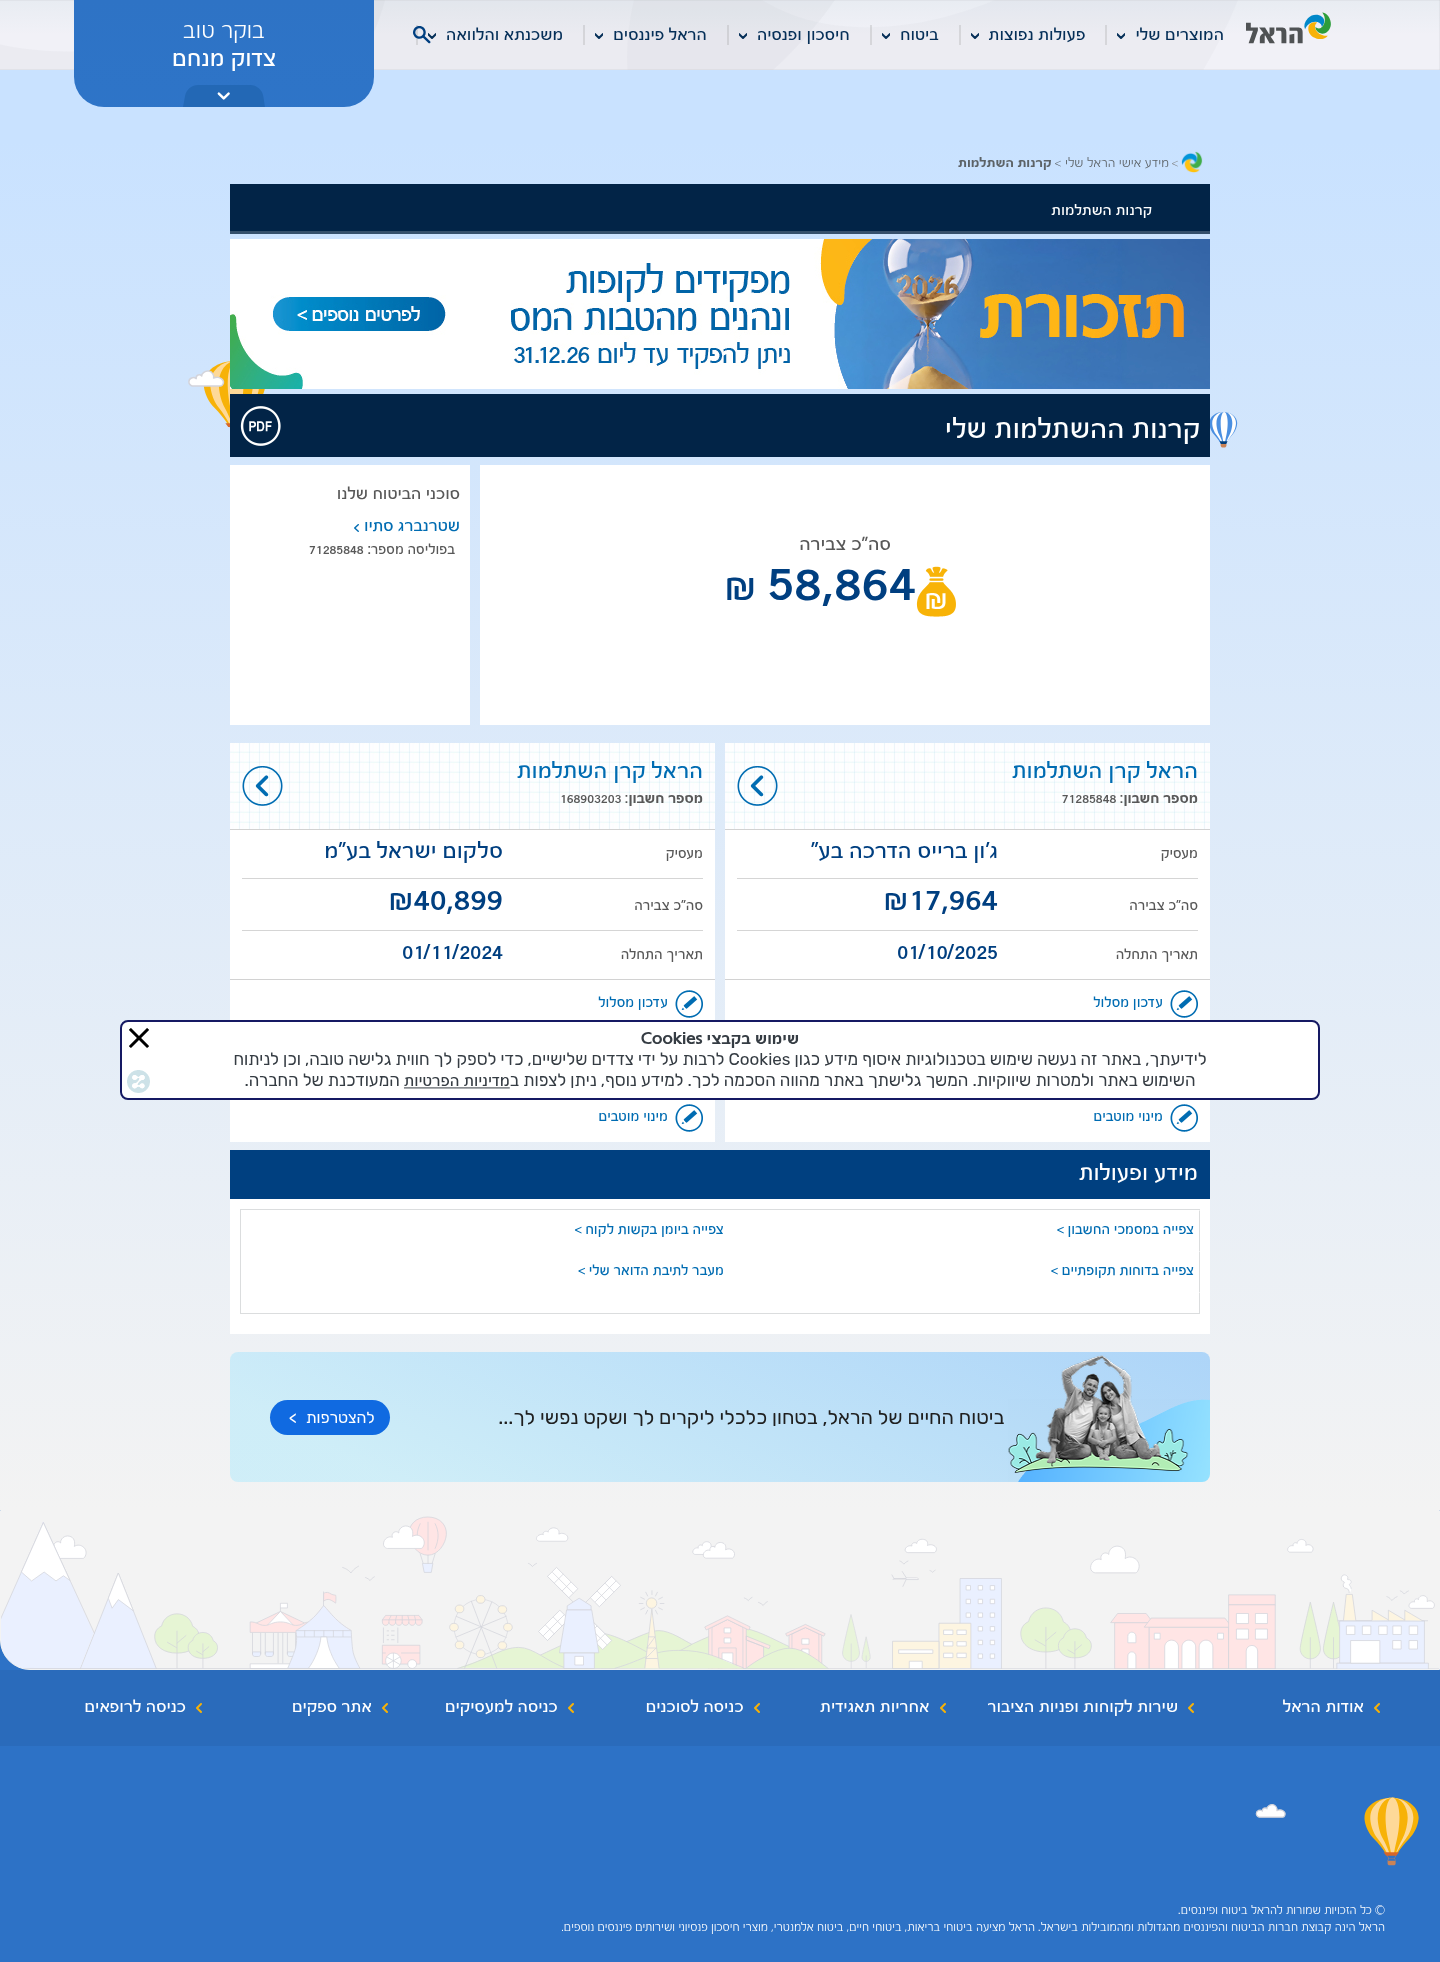 הראל
המוצרים שלי
פעולות נפוצות
ביטוח
חיסכון ופנסיה
הראל פיננסים
משכנתא והלוואה
בוקר טוב
צדוק מנחם
> מידע אישי הראל שלי > קרנות השתלמות
קרנות השתלמות
תזכורת
2026
מפקידים לקופות
ונהנים מהטבות המס
ניתן להפקיד עד ליום 31.12.26
לפרטים נוספים >
קרנות ההשתלמות שלי
PDF
סה"כ צבירה
58,864 ₪
סוכני הביטוח שלנו
שטרנברג סתיו >
בפוליסה מספר: 71285848
הראל קרן השתלמות
מספר חשבון: 71285848
מעסיק
ג'ון ברייס הדרכה בע"
סה"כ צבירה
₪17,964
תאריך התחלה
01/10/2025
עדכון מסלול
הראל קרן השתלמות
מספר חשבון: 168903203
מעסיק
סלקום ישראל בע"מ
סה"כ צבירה
₪40,899
תאריך התחלה
01/11/2024
עדכון מסלול
שימוש בקבצי Cookies
לידיעתך, באתר זה נעשה שימוש בטכנולוגיות איסוף מידע כגון Cookies לרבות על ידי צדדים שלישיים, כדי לספק לך חווית גלישה טובה, וכן לניתוח
השימוש באתר ולמטרות שיווקיות. המשך גלישתך באתר מהווה הסכמה לכך. למידע נוסף, ניתן לצפות במדיניות הפרטיות המעודכנת של החברה.
מינוי מוטבים
מינוי מוטבים
מידע ופעולות
צפייה במסמכי החשבון >
צפייה ביומן בקשות לקוח >
צפייה בדוחות תקופתיים >
מעבר לתיבת הדואר שלי >
ביטוח החיים של הראל, בטחון כלכלי ליקרים לך ושקט נפשי לך...
להצטרפות >
אודות הראל
שירות לקוחות ופניות הציבור
אחריות תאגידית
כניסה לסוכנים
כניסה למעסיקים
אתר ספקים
כניסה לרופאים
© כל הזכויות שמורות להראל ביטוח ופיננסים.
הראל הינה קבוצת חברות הביטוח והפיננסים מהגדולות ומהמובילות בישראל. הראל מציעה ביטוחי בריאות, ביטוחי חיים, ביטוח אלמנטרי, מוצרי חיסכון פנסיוני ושירותים פיננסים נוספים.